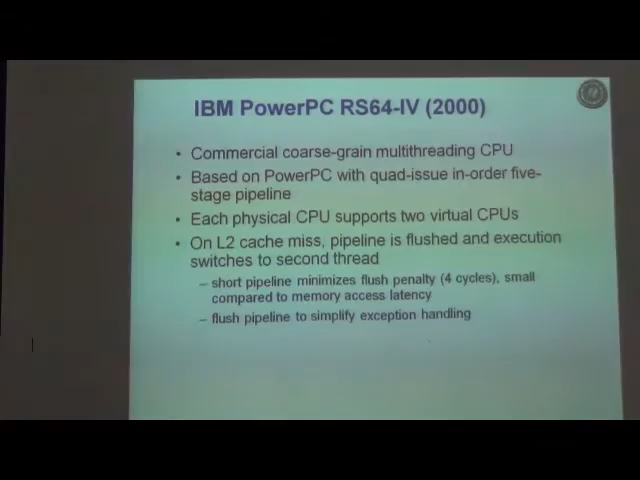 IBM PowerPC RS64-IV (2000)
• Commercial coarse-grain multithreading CPU
• Based on PowerPC with quad-issue in-order five-
stage pipeline
• Each physical CPU supports two virtual CPUs
• On L2 cache miss, pipeline is flushed and execution
switches to second thread
– short pipeline minimizes flush penalty (4 cycles), small
compared to memory access latency
– flush pipeline to simplify exception handling